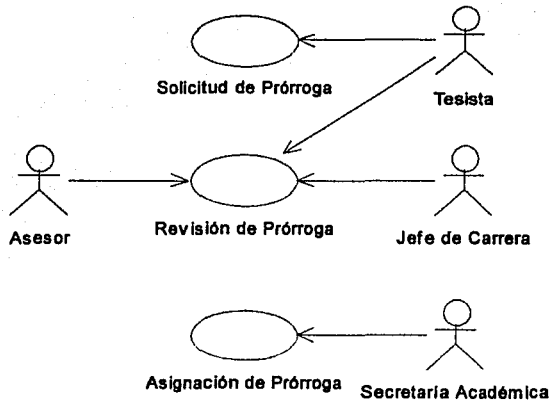 Solicitud de Prórroga
Tesista
Asesor
Revisión de Prórroga
Jefe de Carrera
Asignación de Prórroga
Secretaría Académica